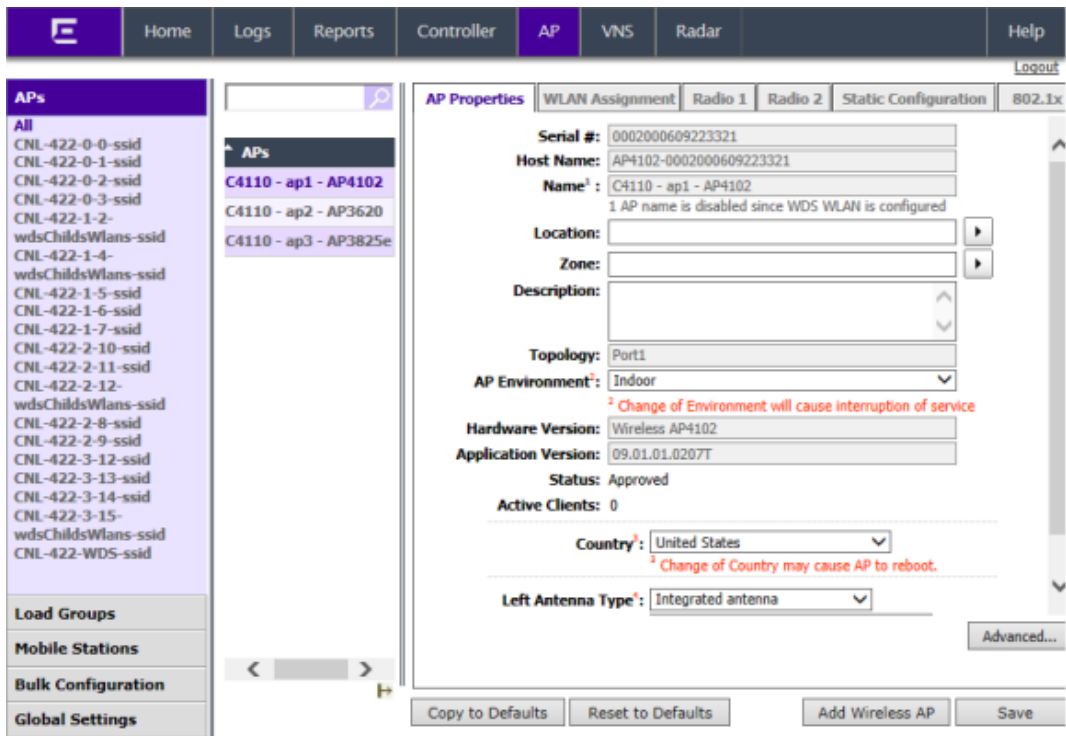 Home Logs Reports Controller AP VNS Radar Help
Logout
APs
All
CNL-422-0-0-ssid
CNL-422-0-1-ssid
CNL-422-0-2-ssid
CNL-422-0-3-ssid
CNL-422-1-2-
wdsChildsWlans-ssid
CNL-422-1-4-
wdsChildsWlans-ssid
CNL-422-1-5-ssid
CNL-422-1-6-ssid
CNL-422-1-7-ssid
CNL-422-2-10-ssid
CNL-422-2-11-ssid
CNL-422-2-12-
wdsChildsWlans-ssid
CNL-422-2-8-ssid
CNL-422-2-9-ssid
CNL-422-3-12-ssid
CNL-422-3-13-ssid
CNL-422-3-14-ssid
CNL-422-3-15-
wdsChildsWlans-ssid
CNL-422-WDS-ssid
Load Groups
Mobile Stations
Bulk Configuration
Global Settings
APs
C4110 - ap1 - AP4102
C4110 - ap2 - AP3620
C4110 - ap3 - AP3825e
AP Properties WLAN Assignment Radio 1 Radio 2 Static Configuration 802.1x
Serial #: 0002000609223321
Host Name: AP4102-0002000609223321
Name1 : C4110 - ap1 - AP4102
1 AP name is disabled since WDS WLAN is configured
Location:
Zone:
Description:
Topology: Port1
AP Environment2: Indoor
2 Change of Environment will cause interruption of service
Hardware Version: Wireless AP4102
Application Version: 09.01.01.0207T
Status: Approved
Active Clients: 0
Country3: United States
3 Change of Country may cause AP to reboot.
Left Antenna Type4: Integrated antenna
Advanced...
Copy to Defaults Reset to Defaults Add Wireless AP Save